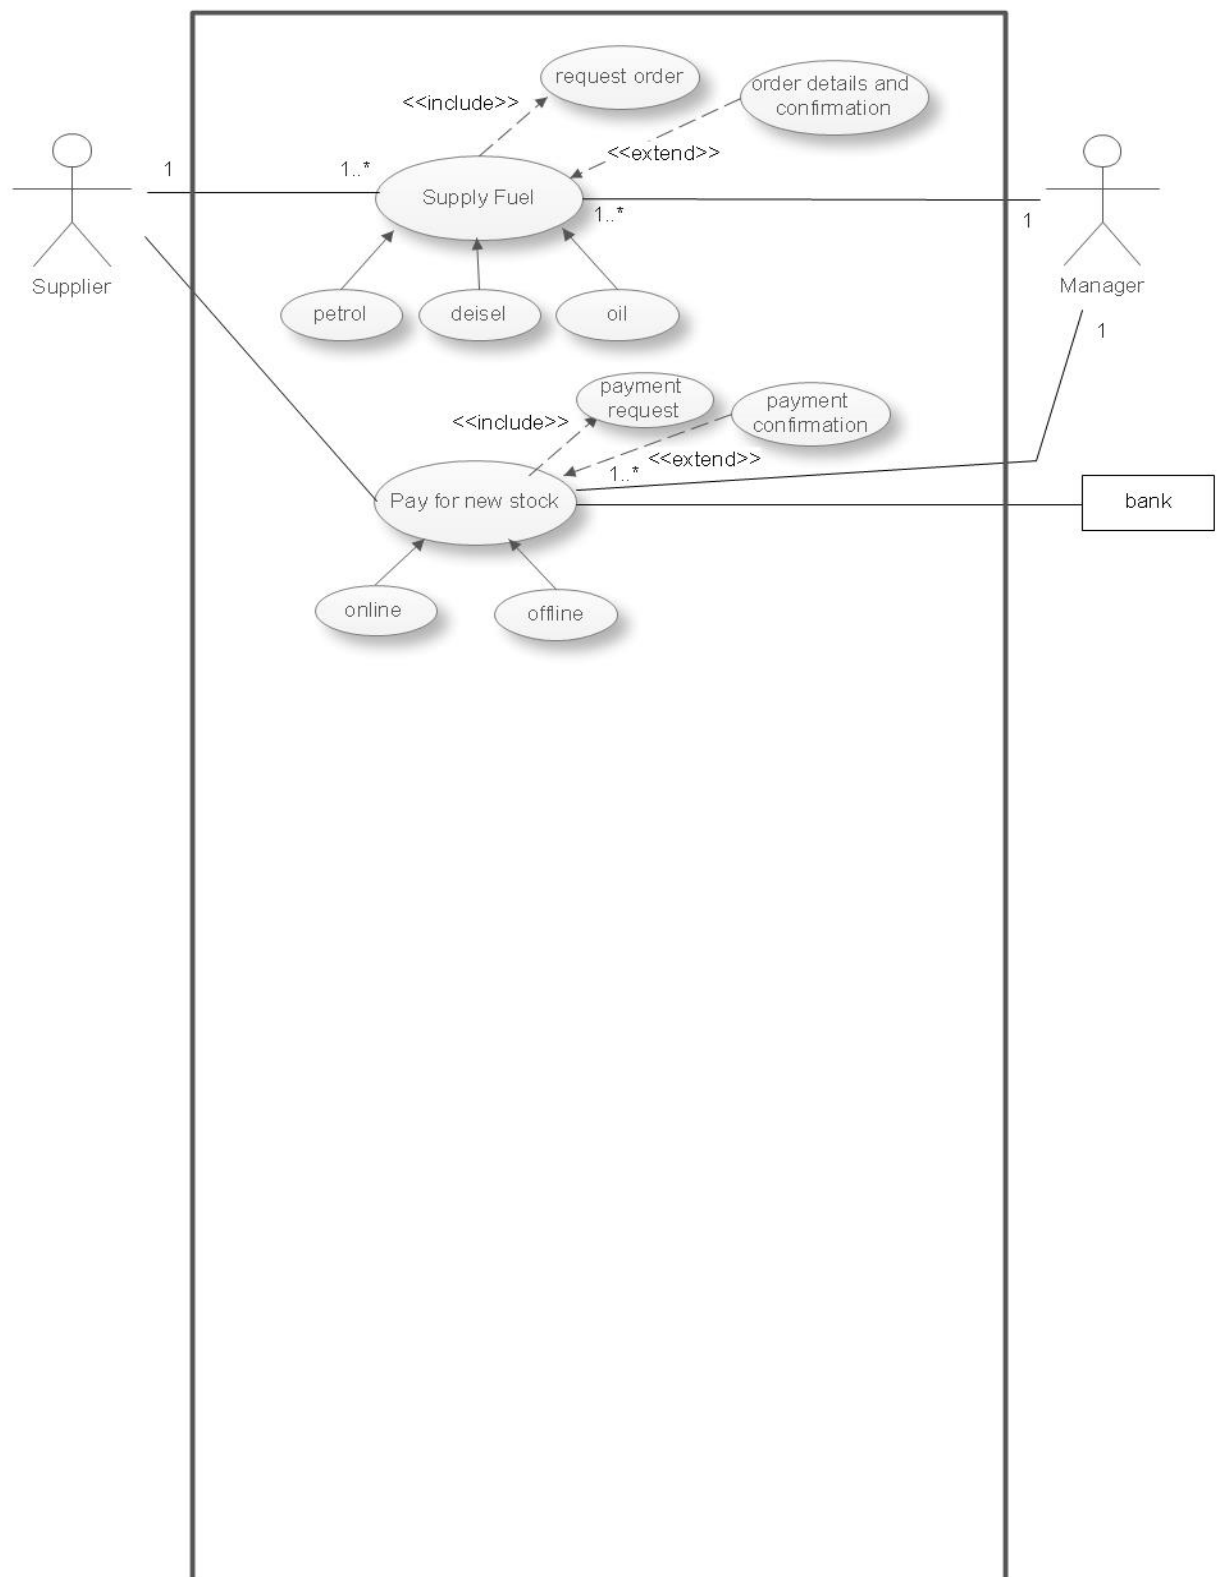 request order
order details and
confirmation
<<include>>
<<extend>>
1
1..*
Supply Fuel
1..*
1
Supplier
Manager
petrol
deisel
oil
1
payment
request
payment
confirmation
<<include>>
<<extend>>
1..*
Pay for new stock
bank
online
offline